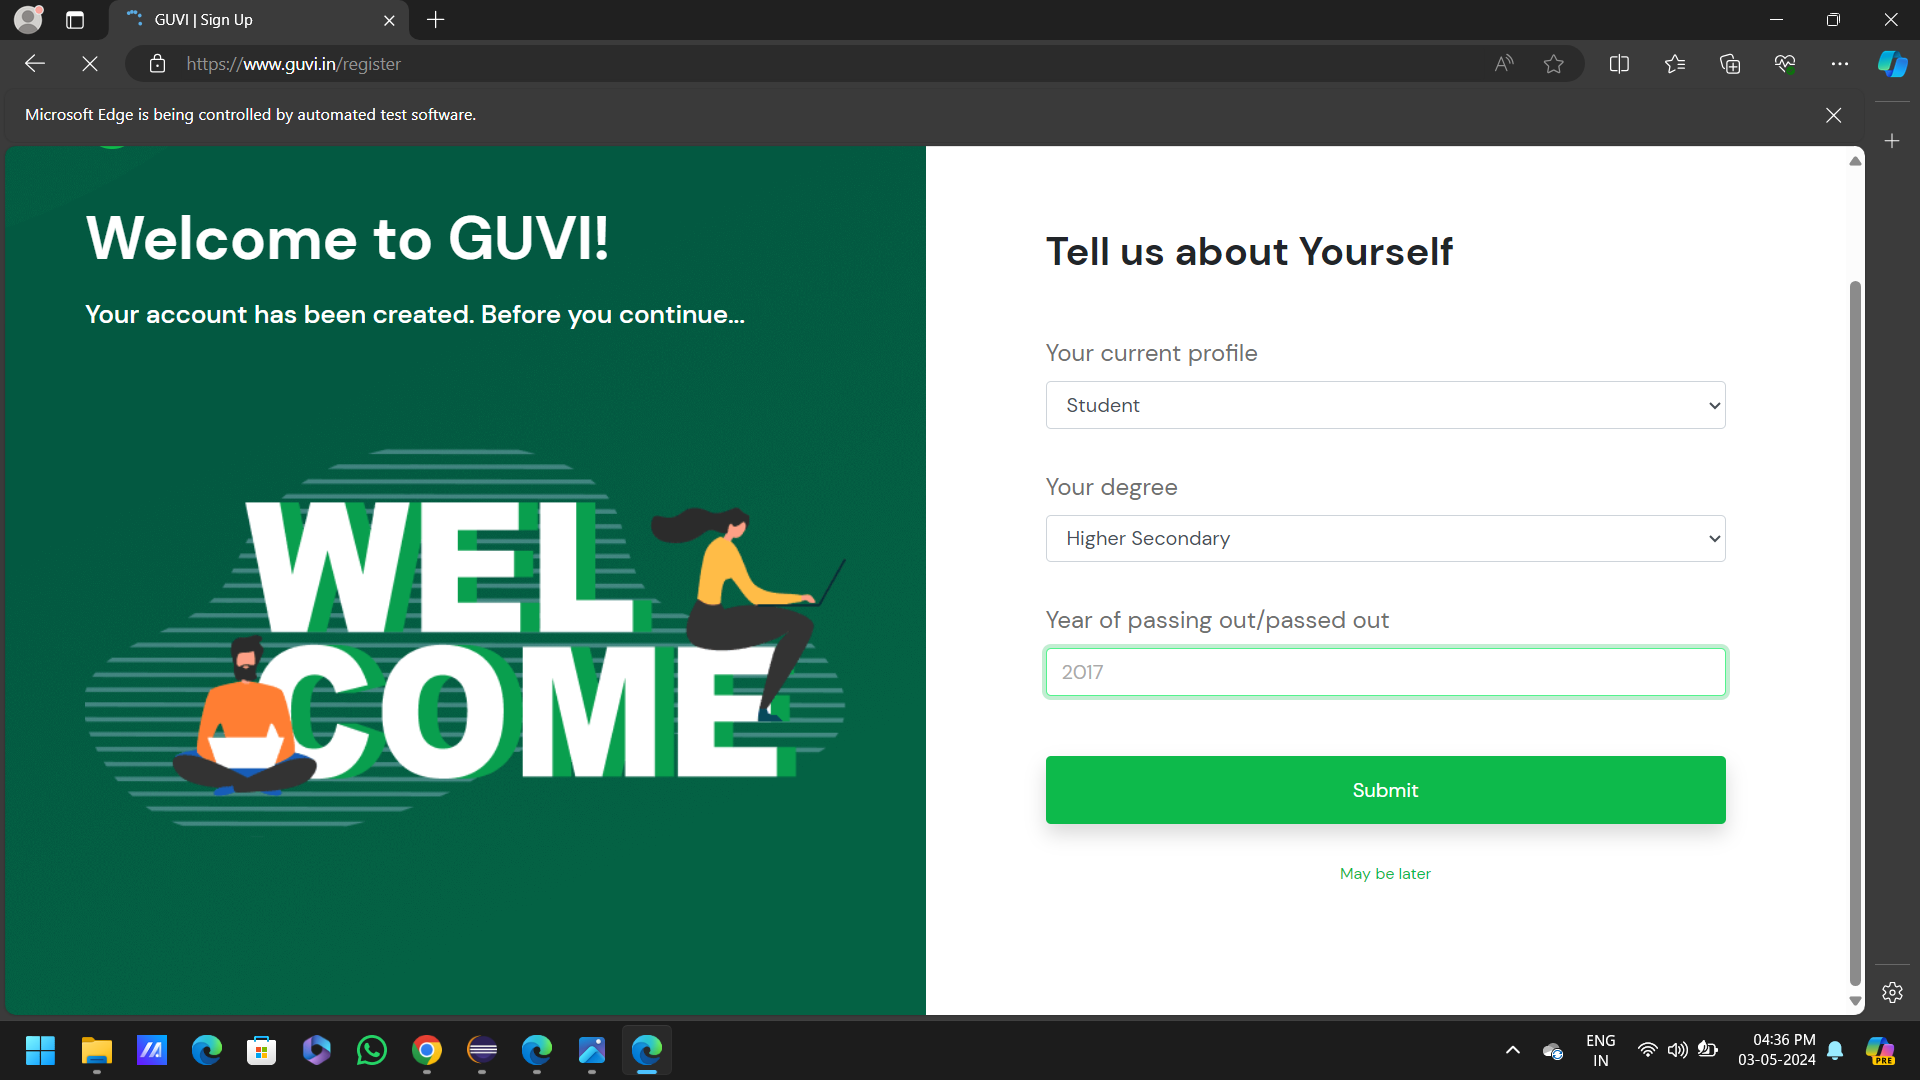 GUVI | Sign Up
https://www.guvi.in/register
Microsoft Edge is being controlled by automated test software.
Welcome to GUVI!
Your account has been created. Before you continue...
WEL
COME
Tell us about Yourself
Your current profile
Student
Your degree
Higher Secondary
Year of passing out/passed out
2017
Submit
May be later
ENG
IN
04:36 PM
03-05-2024
PRE